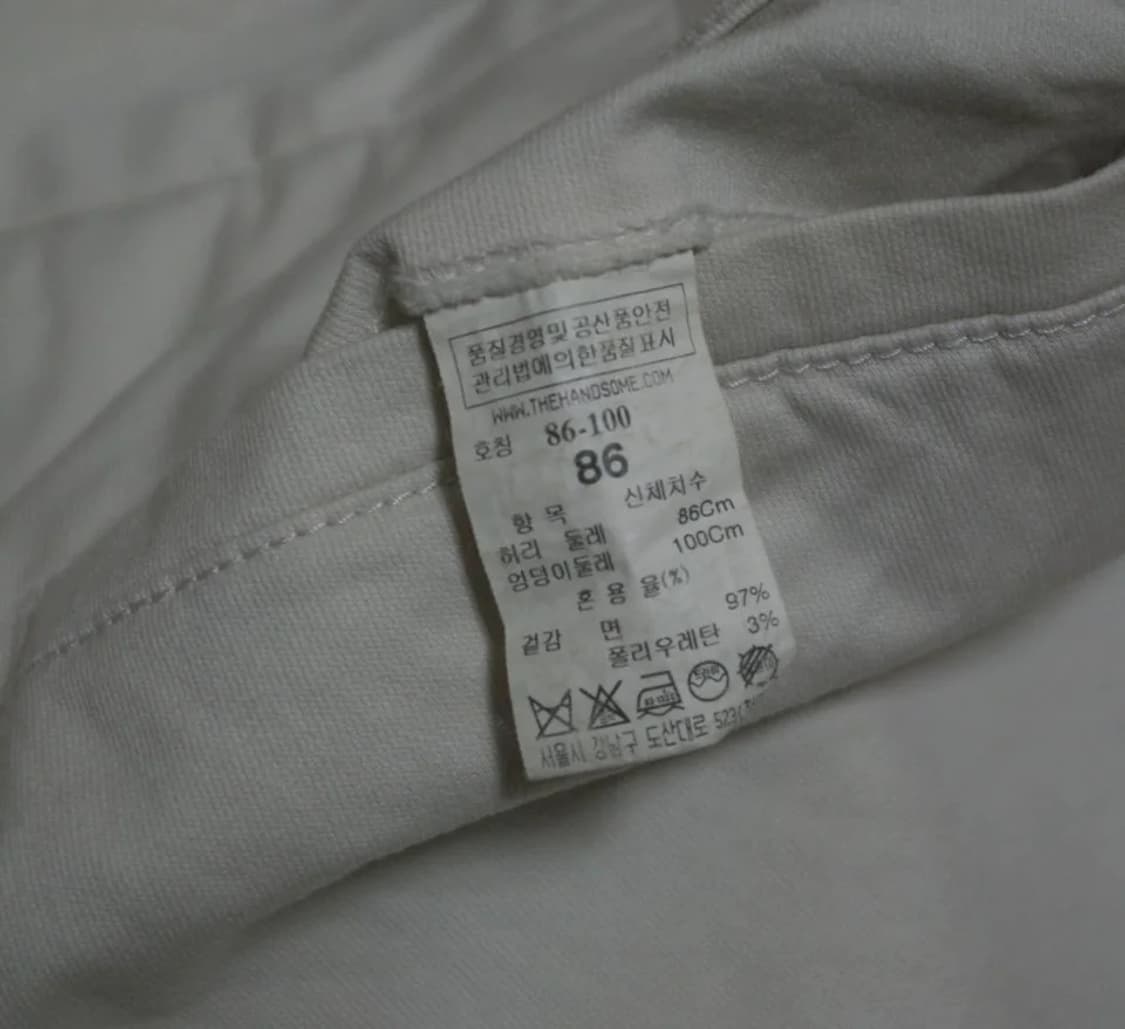 품질경영및 공산품안전
관리법에의한품질표시
WWW.THEHANDSOME.COM
호칭 86-100
86
항 목 신체치수
허리 둘레 86Cm
엉덩이둘레 100Cm
혼 용 율(%)
겉감 면 97%
폴리우레탄 3%
서울시 강남구 도산대로 523(